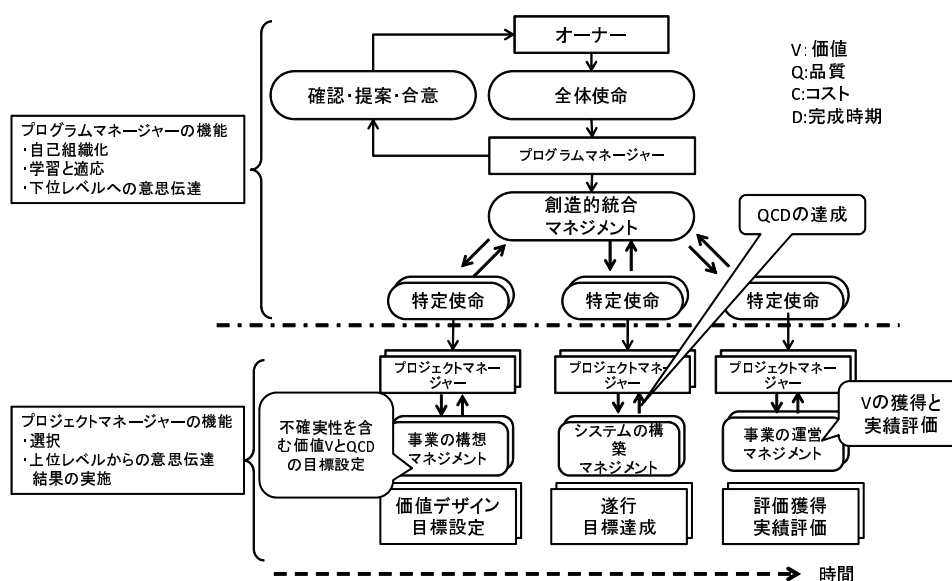 オーナー
V: 価値
Q:品質
C:コスト
D:完成時期
確認・提案・合意
全体使命
プログラムマネージャーの機能
・自己組織化
・学習と適応
・下位レベルへの意思伝達
プログラムマネージャー
創造的統合
マネジメント
QCDの達成
特定使命
特定使命
特定使命
プロジェクトマネー
ジャー
プロジェクトマネー
ジャー
プロジェクトマネー
ジャー
プロジェクトマネージャーの機能
・選択
・上位レベルからの意思伝達
結果の実施
不確実性を含
む価値VとQCD
の目標設定
事業の構想
マネジメント
システムの構
築
マネジメント
事業の運営
マネジメント
Vの獲得と
実績評価
価値デザイン
目標設定
遂行
目標達成
評価獲得
実績評価
時間